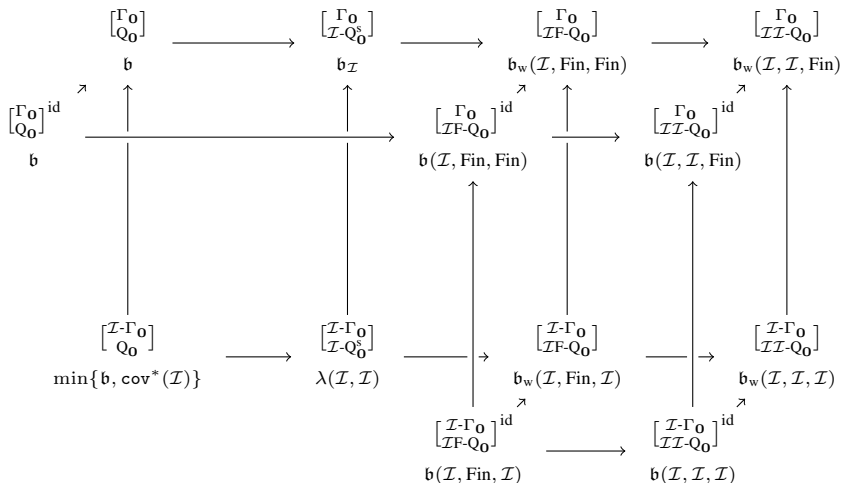 [Γ_𝐎 / Q_𝐎] [Γ_𝐎 / ℐ-Q^s_𝐎] [Γ_𝐎 / ℐF-Q_𝐎] [Γ_𝐎 / ℐℐ-Q_𝐎]
𝔟 𝔟_ℐ 𝔟_w(ℐ, Fin, Fin) 𝔟_w(ℐ, ℐ, Fin)
[Γ_𝐎 / Q_𝐎]^id [Γ_𝐎 / ℐF-Q_𝐎]^id [Γ_𝐎 / ℐℐ-Q_𝐎]^id
𝔟 𝔟(ℐ, Fin, Fin) 𝔟(ℐ, ℐ, Fin)
[ℐ-Γ_𝐎 / Q_𝐎] [ℐ-Γ_𝐎 / ℐ-Q^s_𝐎] [ℐ-Γ_𝐎 / ℐF-Q_𝐎] [ℐ-Γ_𝐎 / ℐℐ-Q_𝐎]
min{𝔟, cov*(ℐ)} λ(ℐ, ℐ) 𝔟_w(ℐ, Fin, ℐ) 𝔟_w(ℐ, ℐ, ℐ)
[ℐ-Γ_𝐎 / ℐF-Q_𝐎]^id [ℐ-Γ_𝐎 / ℐℐ-Q_𝐎]^id
𝔟(ℐ, Fin, ℐ) 𝔟(ℐ, ℐ, ℐ)